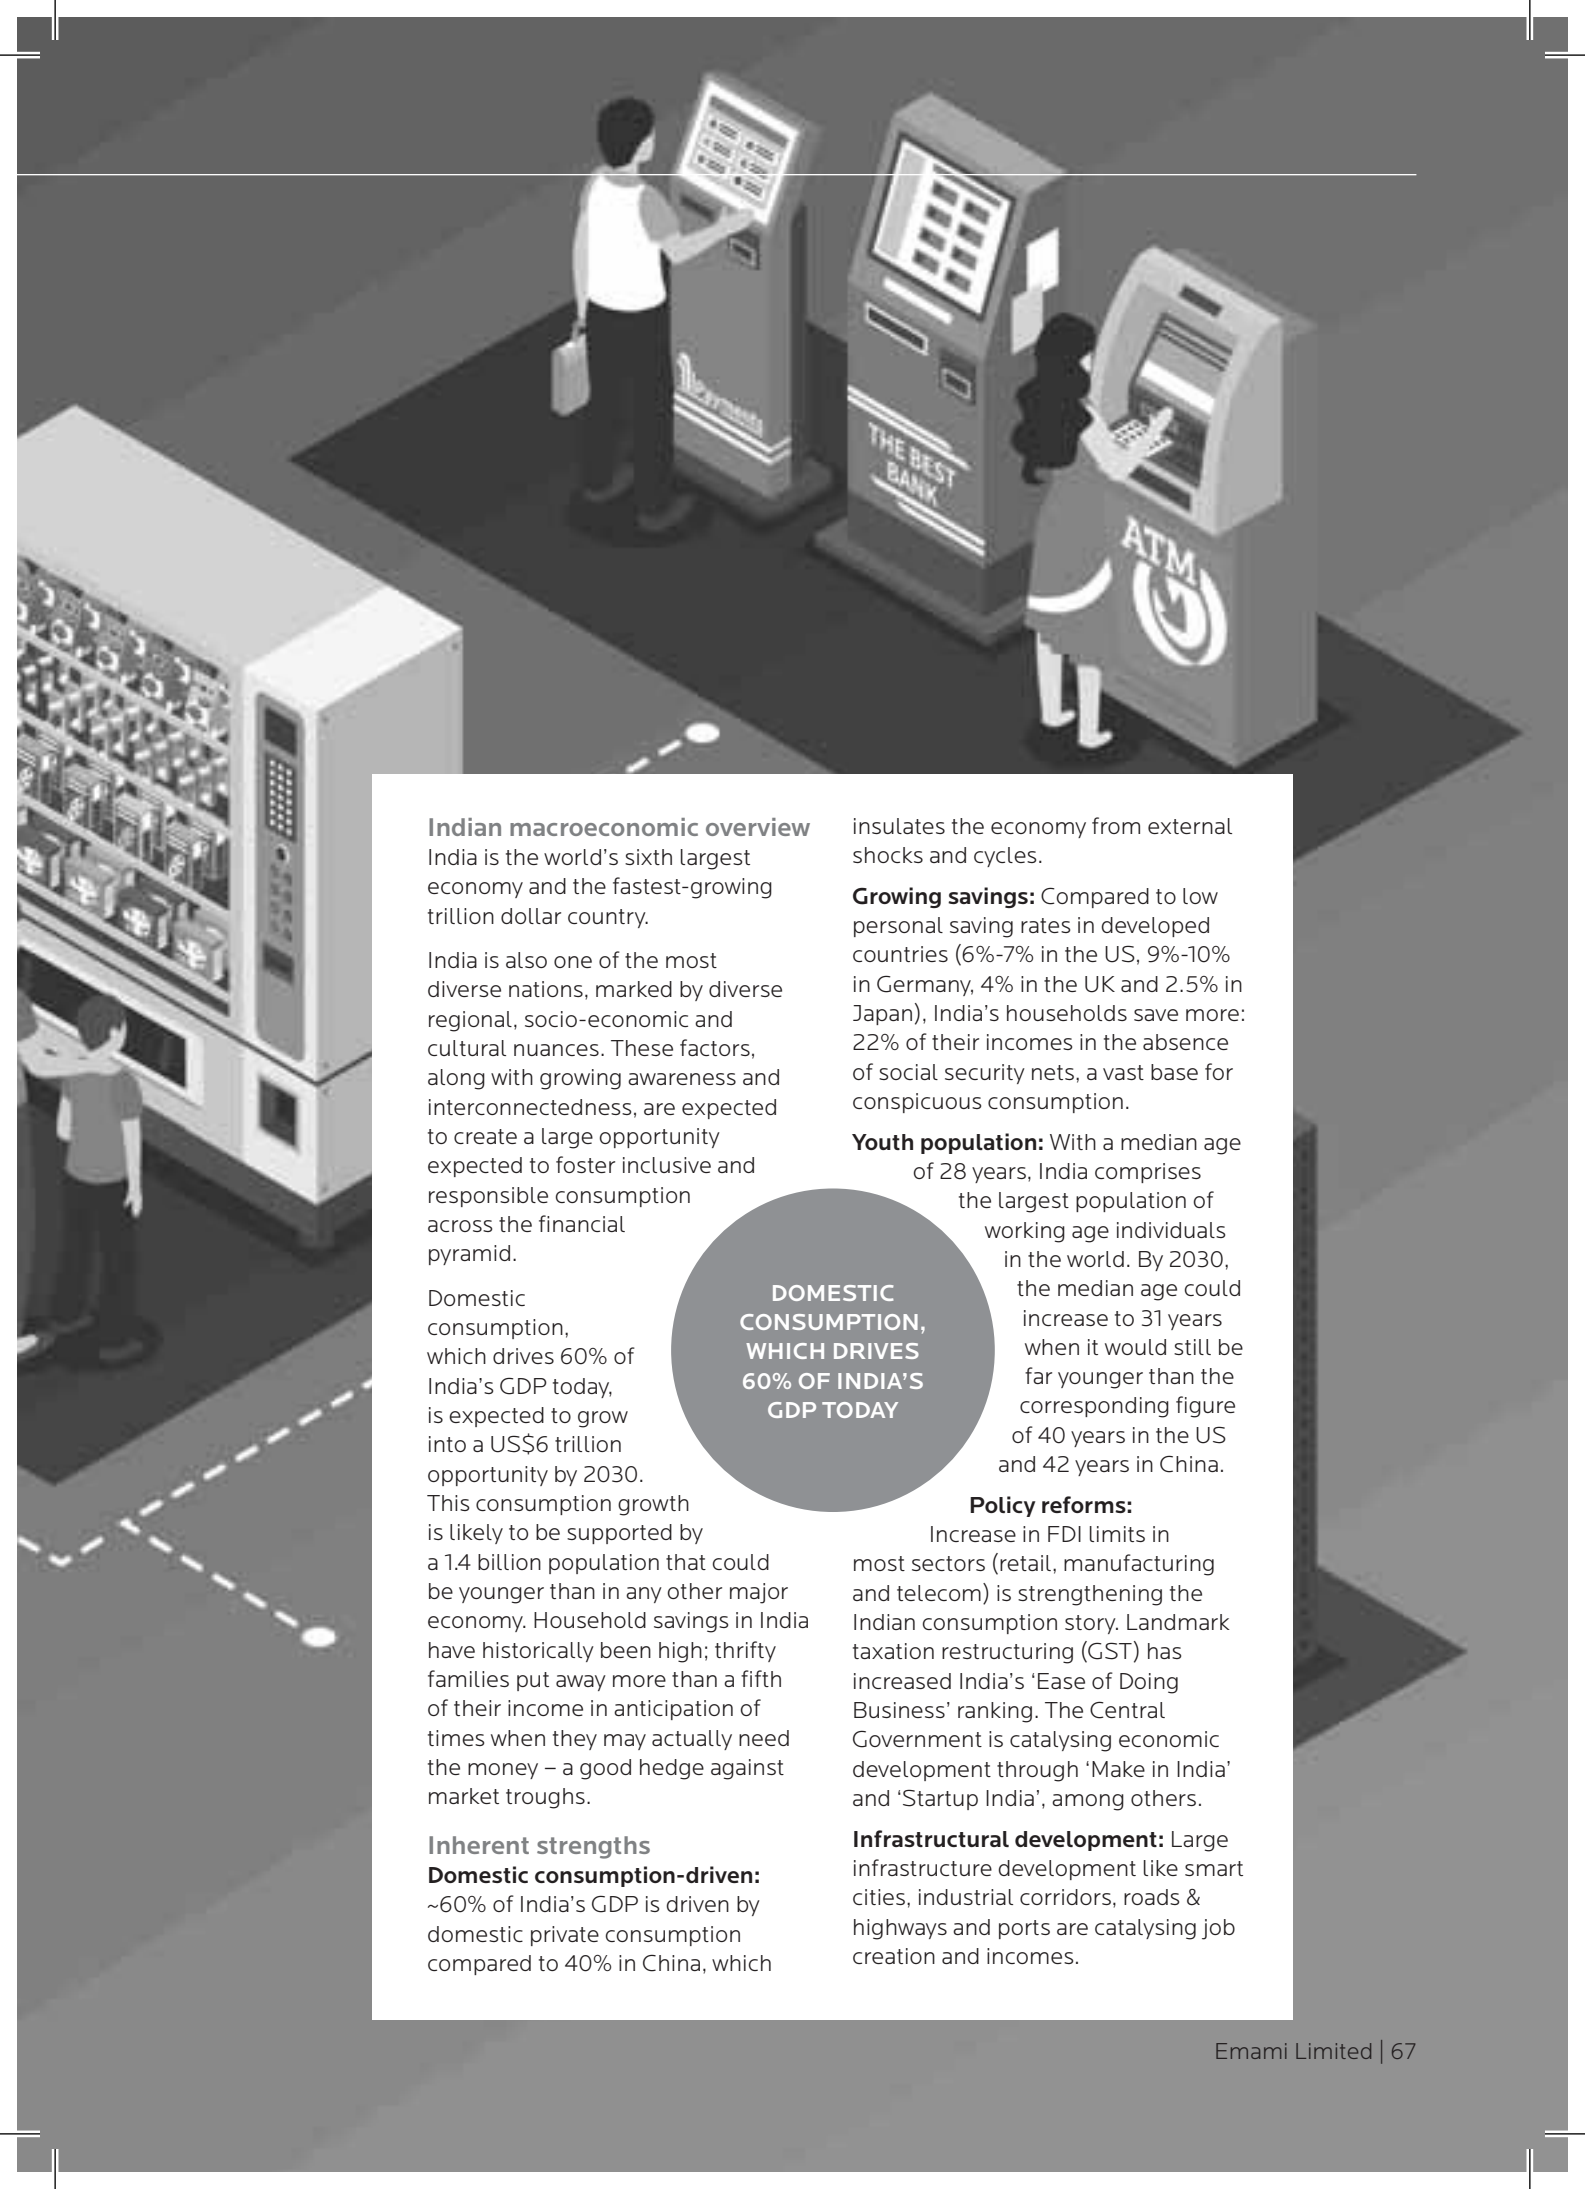 Payments
THE BEST
BANK
ATM
Indian macroeconomic overview
India is the world’s sixth largest
economy and the fastest-growing
trillion dollar country.
India is also one of the most
diverse nations, marked by diverse
regional, socio-economic and
cultural nuances. These factors,
along with growing awareness and
interconnectedness, are expected
to create a large opportunity
expected to foster inclusive and
responsible consumption
across the financial
pyramid.
Domestic
consumption,
which drives 60% of
India’s GDP today,
is expected to grow
into a US$6 trillion
opportunity by 2030.
This consumption growth
is likely to be supported by
a 1.4 billion population that could
be younger than in any other major
economy. Household savings in India
have historically been high; thrifty
families put away more than a fifth
of their income in anticipation of
times when they may actually need
the money – a good hedge against
market troughs.
Inherent strengths
Domestic consumption-driven:
~60% of India’s GDP is driven by
domestic private consumption
compared to 40% in China, which
insulates the economy from external
shocks and cycles.
Growing savings: Compared to low
personal saving rates in developed
countries (6%-7% in the US, 9%-10%
in Germany, 4% in the UK and 2.5% in
Japan), India’s households save more:
22% of their incomes in the absence
of social security nets, a vast base for
conspicuous consumption.
Youth population: With a median age
of 28 years, India comprises
the largest population of
working age individuals
in the world. By 2030,
the median age could
increase to 31 years
when it would still be
far younger than the
corresponding figure
of 40 years in the US
and 42 years in China.
Policy reforms:
Increase in FDI limits in
most sectors (retail, manufacturing
and telecom) is strengthening the
Indian consumption story. Landmark
taxation restructuring (GST) has
increased India’s ‘Ease of Doing
Business’ ranking. The Central
Government is catalysing economic
development through ‘Make in India’
and ‘Startup India’, among others.
Infrastructural development: Large
infrastructure development like smart
cities, industrial corridors, roads &
highways and ports are catalysing job
creation and incomes.
DOMESTIC
CONSUMPTION,
WHICH DRIVES
60% OF INDIA’S
GDP TODAY
Emami Limited | 67